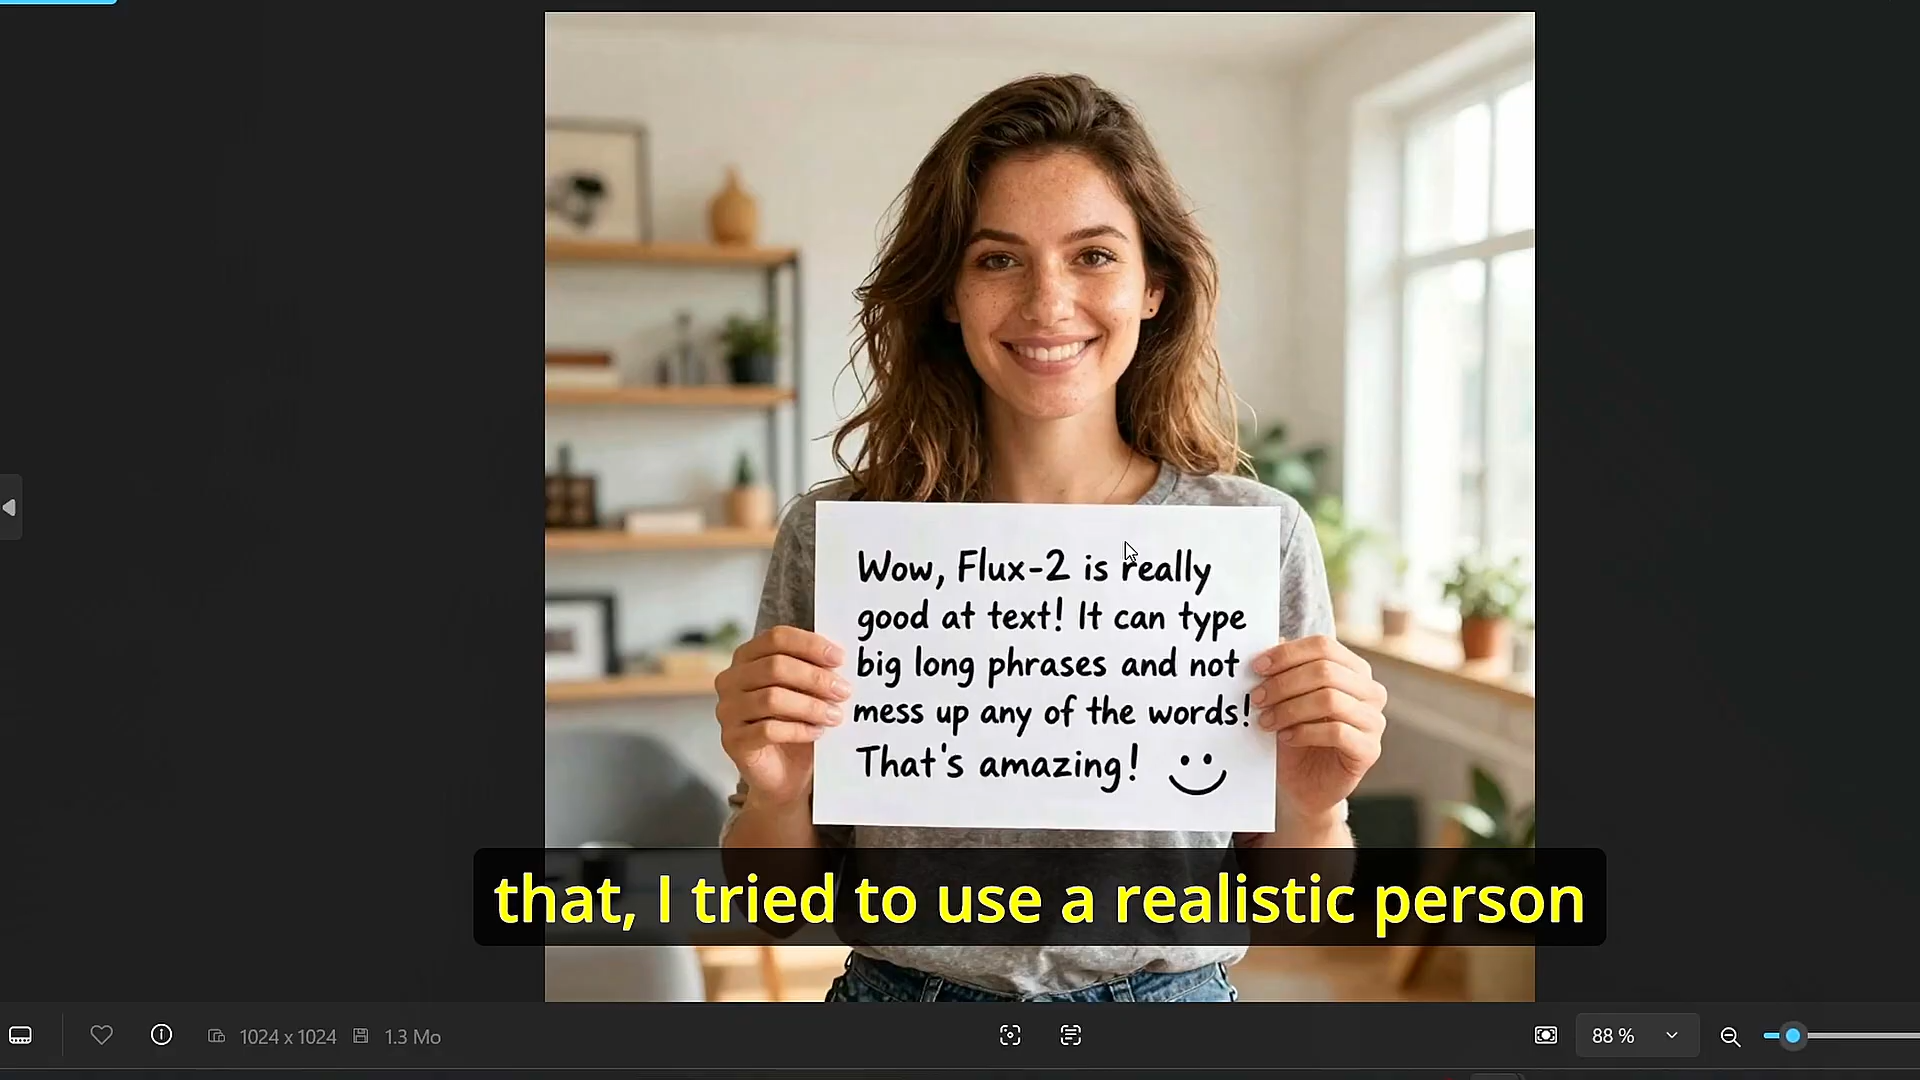 Wow, Flux-2 is really
good at text! It can type
big long phrases and not
mess up any of the words!
That's amazing!
that, I tried to use a realistic person
1024 x 1024
1.3 Mo
88 %